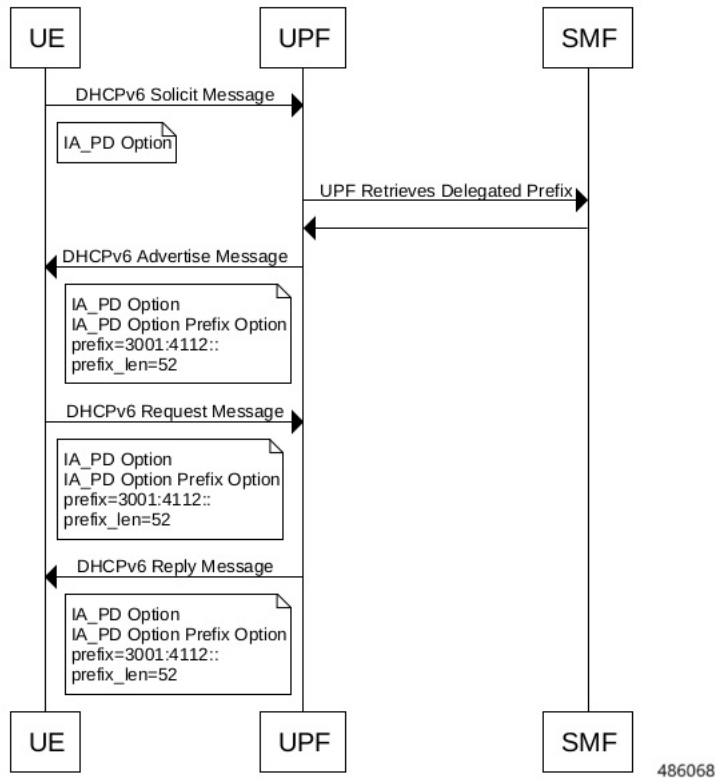 UE UPF SMF
DHCPv6 Solicit Message
IA_PD Option
UPF Retrieves Delegated Prefix
DHCPv6 Advertise Message
IA_PD Option
IA_PD Option Prefix Option
prefix=3001:4112::
prefix_len=52
DHCPv6 Request Message
IA_PD Option
IA_PD Option Prefix Option
prefix=3001:4112::
prefix_len=52
DHCPv6 Reply Message
IA_PD Option
IA_PD Option Prefix Option
prefix=3001:4112::
prefix_len=52
UE UPF SMF
486068